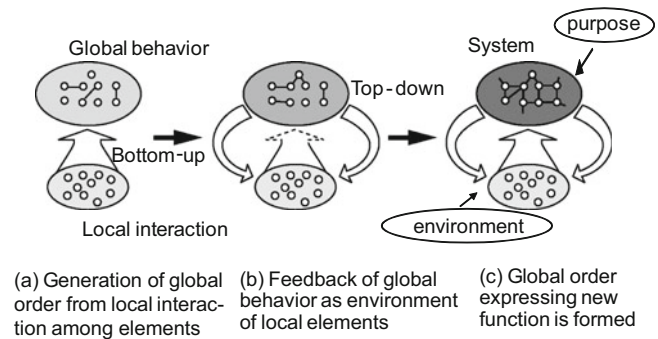 purpose
Global behavior
System
Top-down
Bottom-up
Local interaction
environment
(a) Generation of global
order from local interac-
tion among elements
(b) Feedback of global
behavior as environment
of local elements
(c) Global order
expressing new
function is formed